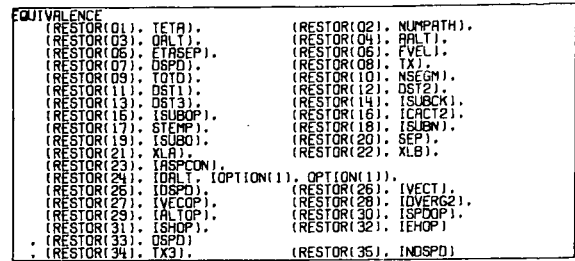 EQUIVALENCE
(RESTOR(01), TETA), (RESTOR(02), NUMPATH),
(RESTOR(03), OALT), (RESTOR(04), AALT),
(RESTOR(05), ETASEP), (RESTOR(06), FVEL),
(RESTOR(07), DSPD), (RESTOR(08), TX),
(RESTOR(09), TOTD), (RESTOR(10), NSEGM),
(RESTOR(11), DST1), (RESTOR(12), DST2),
(RESTOR(13), DST3), (RESTOR(14), ISUBCK),
(RESTOR(15), ISUBOP), (RESTOR(16), ICACT2),
(RESTOR(17), STEMP), (RESTOR(18), ISUBN),
(RESTOR(19), ISUBO), (RESTOR(20), SEP),
(RESTOR(21), XLA), (RESTOR(22), XLB),
(RESTOR(23), IASPCON),
(RESTOR(24), IOALT, IOPTION(1), OPTION(1)),
(RESTOR(25), IOSPD), (RESTOR(26), IVECT),
(RESTOR(27), IVECOP), (RESTOR(28), IOVERG2),
(RESTOR(29), IALTOP), (RESTOR(30), ISPDOP),
(RESTOR(31), ISHOP), (RESTOR(32), IEHOP)
, (RESTOR(33), OSPD)
, (RESTOR(34), TX3), (RESTOR(35), INDSPD)